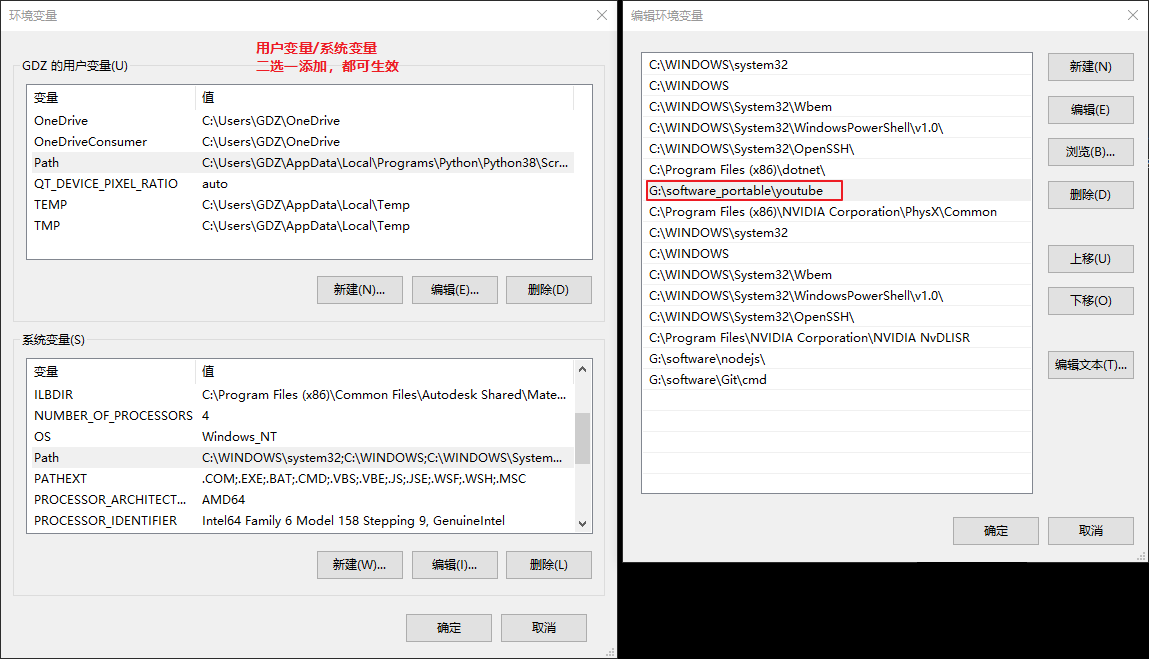 环境变量
用户变量/系统变量
二选一添加，都可生效
GDZ 的用户变量(U)
变量 值
OneDrive C:\Users\GDZ\OneDrive
OneDriveConsumer C:\Users\GDZ\OneDrive
Path C:\Users\GDZ\AppData\Local\Programs\Python\Python38\Scr...
QT_DEVICE_PIXEL_RATIO auto
TEMP C:\Users\GDZ\AppData\Local\Temp
TMP C:\Users\GDZ\AppData\Local\Temp
新建(N)... 编辑(E)... 删除(D)
系统变量(S)
变量 值
ILBDIR C:\Program Files (x86)\Common Files\Autodesk Shared\Mate...
NUMBER_OF_PROCESSORS 4
OS Windows_NT
Path C:\WINDOWS\system32;C:\WINDOWS;C:\WINDOWS\System...
PATHEXT .COM;.EXE;.BAT;.CMD;.VBS;.VBE;.JS;.JSE;.WSF;.WSH;.MSC
PROCESSOR_ARCHITECT... AMD64
PROCESSOR_IDENTIFIER Intel64 Family 6 Model 158 Stepping 9, GenuineIntel
新建(W)... 编辑(I)... 删除(L)
确定 取消
编辑环境变量
C:\WINDOWS\system32
C:\WINDOWS
C:\WINDOWS\System32\Wbem
C:\WINDOWS\System32\WindowsPowerShell\v1.0\
C:\WINDOWS\System32\OpenSSH\
C:\Program Files (x86)\dotnet\
G:\software_portable\youtube
C:\Program Files (x86)\NVIDIA Corporation\PhysX\Common
C:\WINDOWS\system32
C:\WINDOWS
C:\WINDOWS\System32\Wbem
C:\WINDOWS\System32\WindowsPowerShell\v1.0\
C:\WINDOWS\System32\OpenSSH\
C:\Program Files\NVIDIA Corporation\NVIDIA NvDLISR
G:\software\nodejs\
G:\software\Git\cmd
新建(N)
编辑(E)
浏览(B)...
删除(D)
上移(U)
下移(O)
编辑文本(T)...
确定 取消